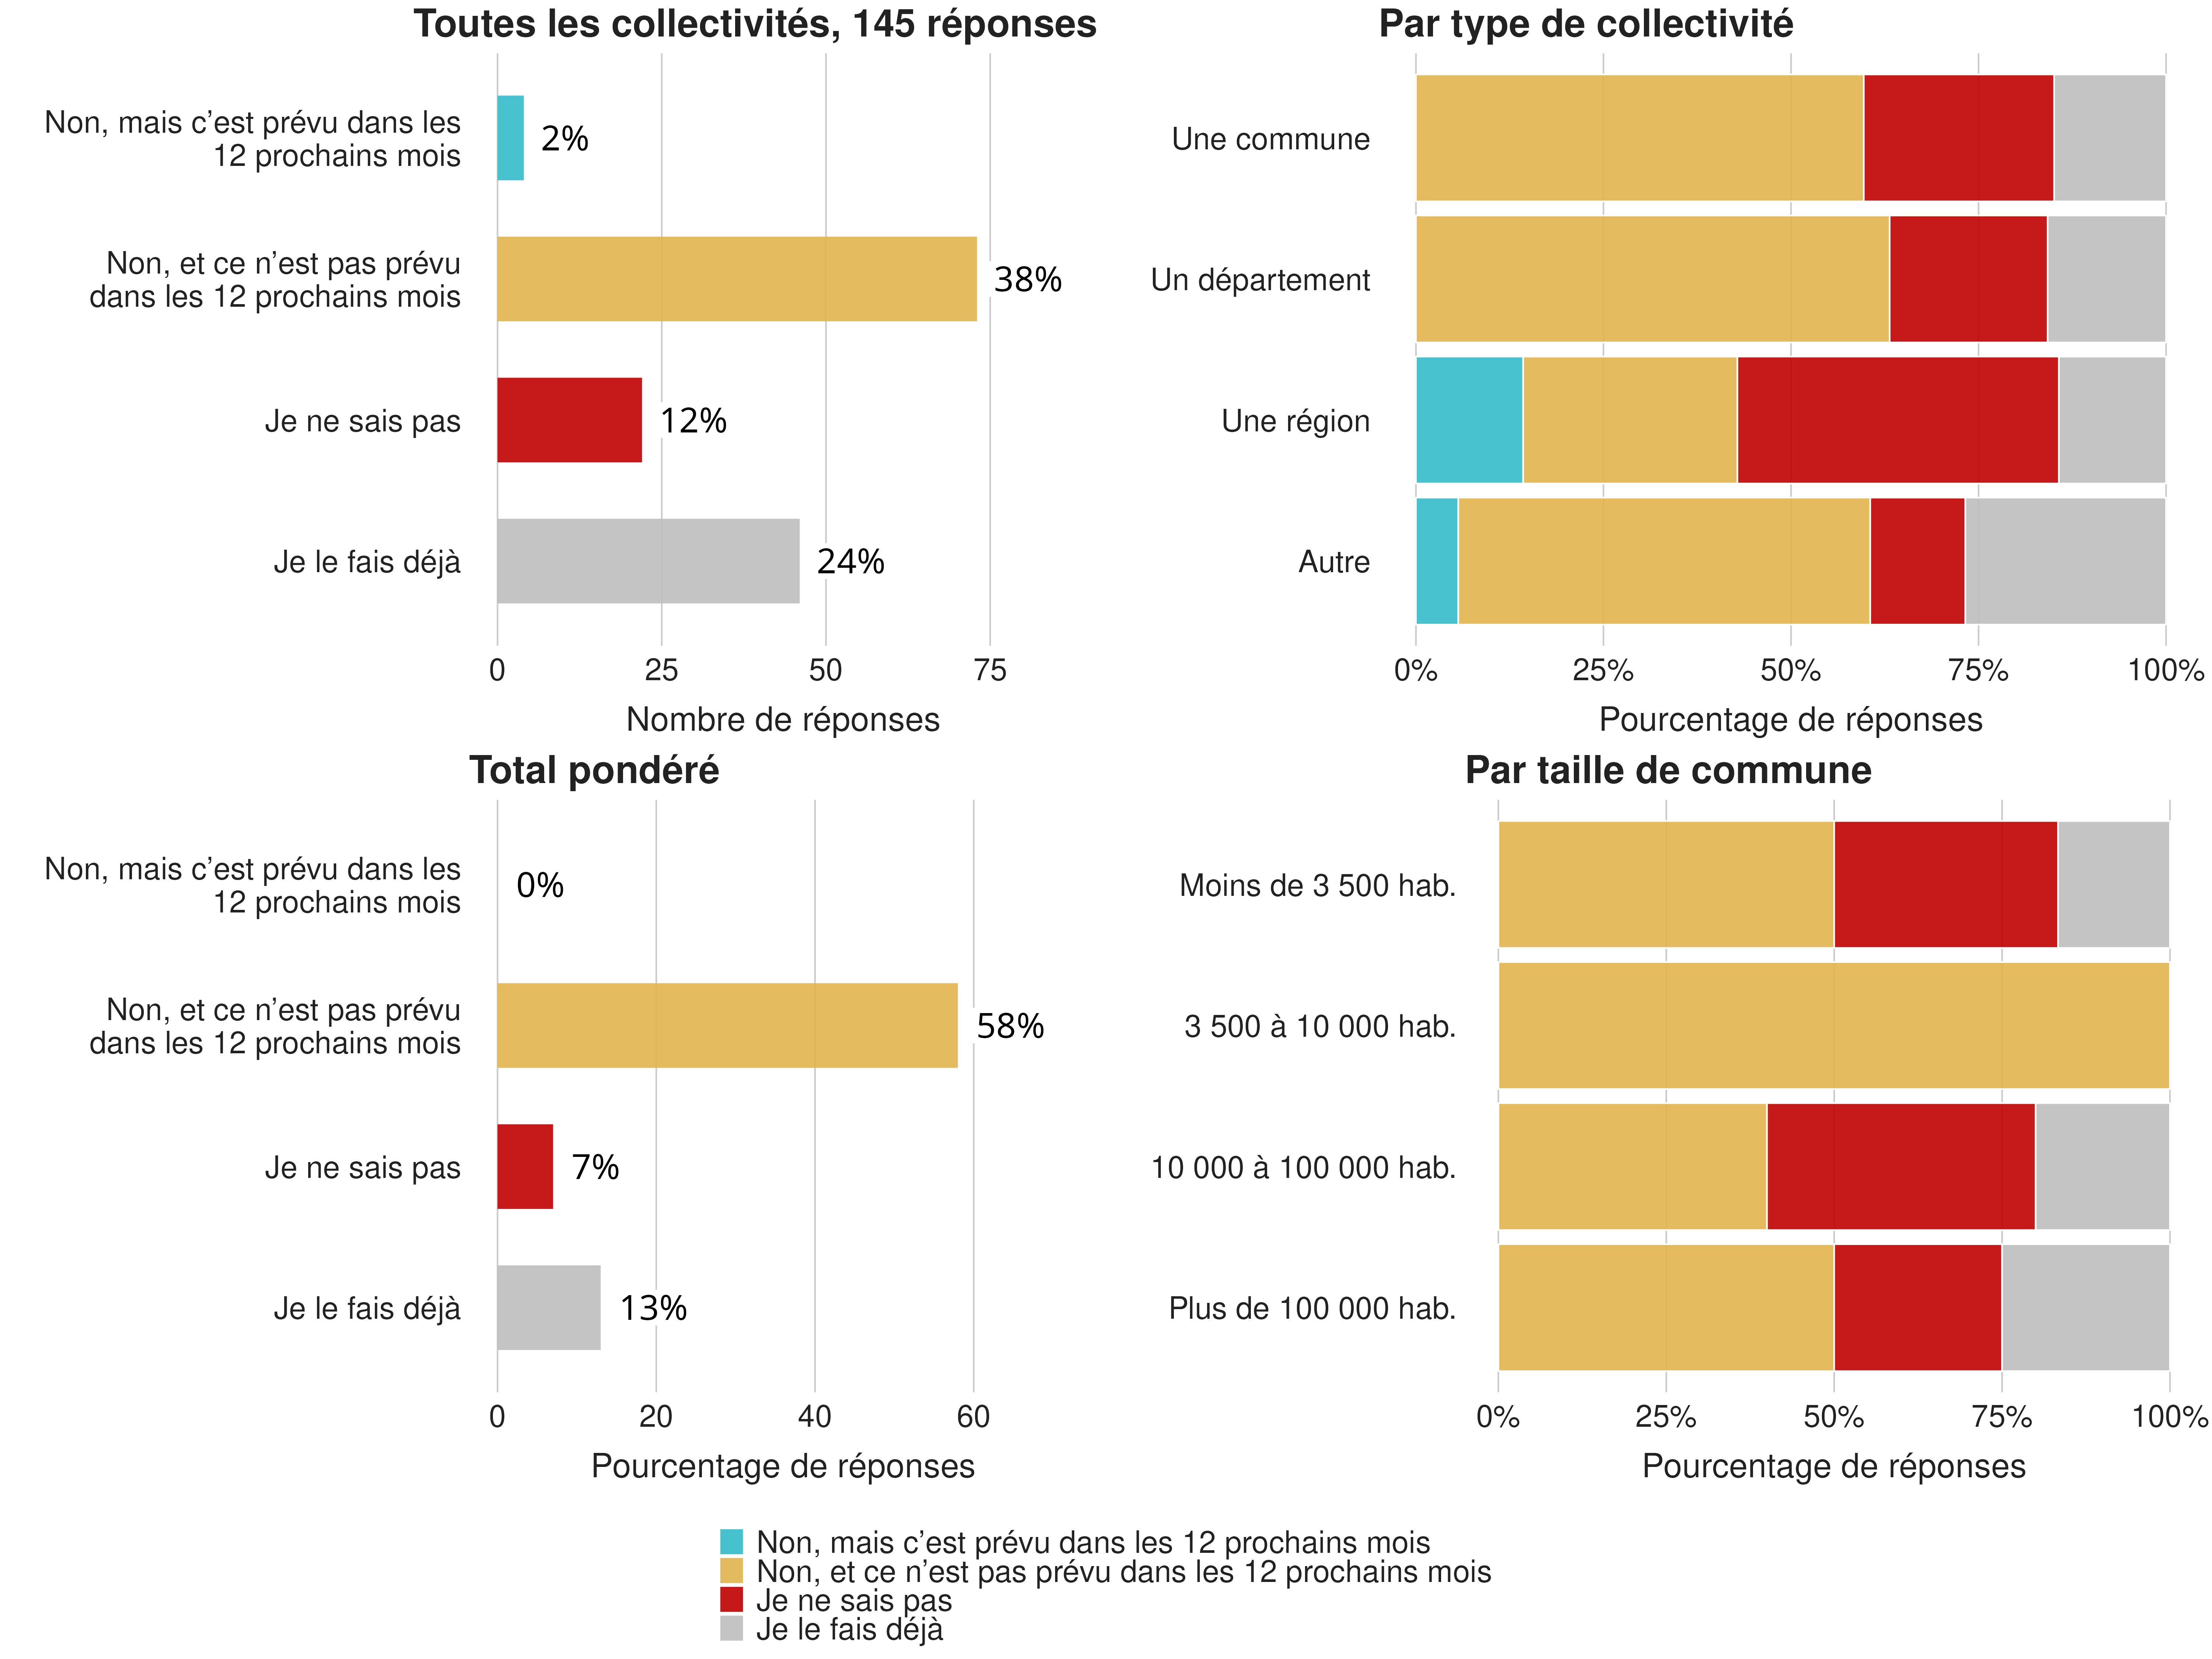 Toutes les collectivités, 145 réponses
Non, mais c’est prévu dans les
12 prochains mois
2%
Non, et ce n’est pas prévu
dans les 12 prochains mois
38%
Je ne sais pas
12%
Je le fais déjà
24%
0 25 50 75
Nombre de réponses
Par type de collectivité
Une commune
Un département
Une région
Autre
0% 25% 50% 75% 100%
Pourcentage de réponses
Total pondéré
Non, mais c’est prévu dans les
12 prochains mois
0%
Non, et ce n’est pas prévu
dans les 12 prochains mois
58%
Je ne sais pas
7%
Je le fais déjà
13%
0 20 40 60
Pourcentage de réponses
Par taille de commune
Moins de 3 500 hab.
3 500 à 10 000 hab.
10 000 à 100 000 hab.
Plus de 100 000 hab.
0% 25% 50% 75% 100%
Pourcentage de réponses
Non, mais c’est prévu dans les 12 prochains mois
Non, et ce n’est pas prévu dans les 12 prochains mois
Je ne sais pas
Je le fais déjà